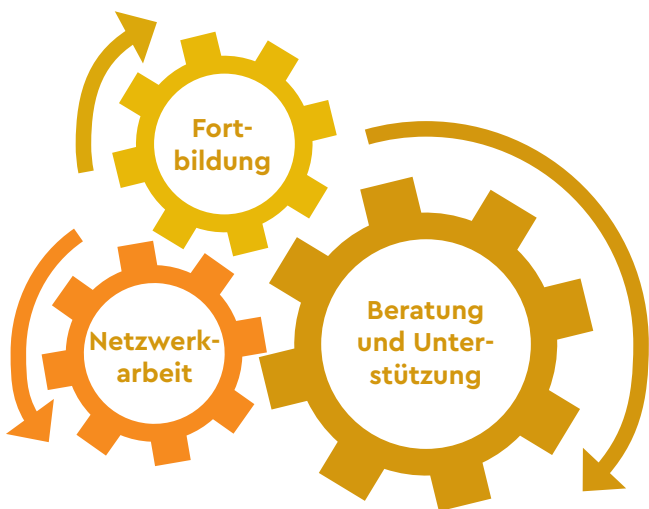 Fort-
bildung
Netzwerk-
arbeit
Beratung
und Unter-
stützung